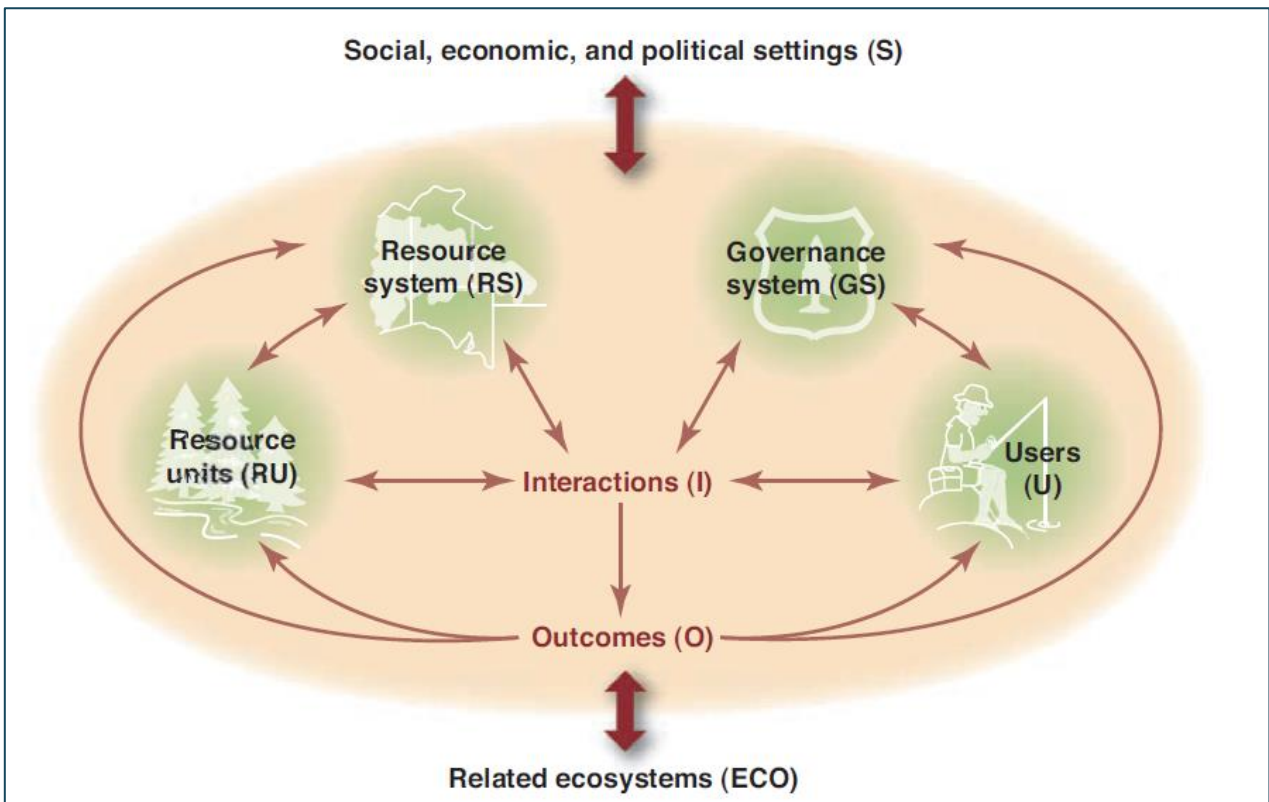 Social, economic, and political settings (S)
Resource
system (RS)
Governance
system (GS)
Resource
units (RU)
Interactions (I)
Users
(U)
Outcomes (O)
Related ecosystems (ECO)